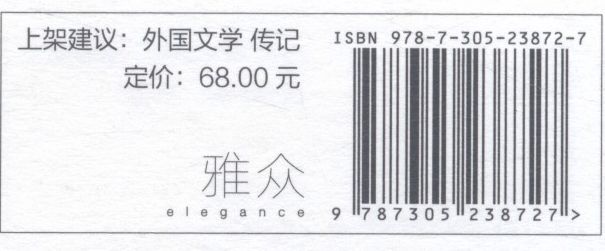 上架建议：外国文学 传记
定价：68.00 元
雅众
elegance
ISBN 978-7-305-23872-7
9 787305 238727 >